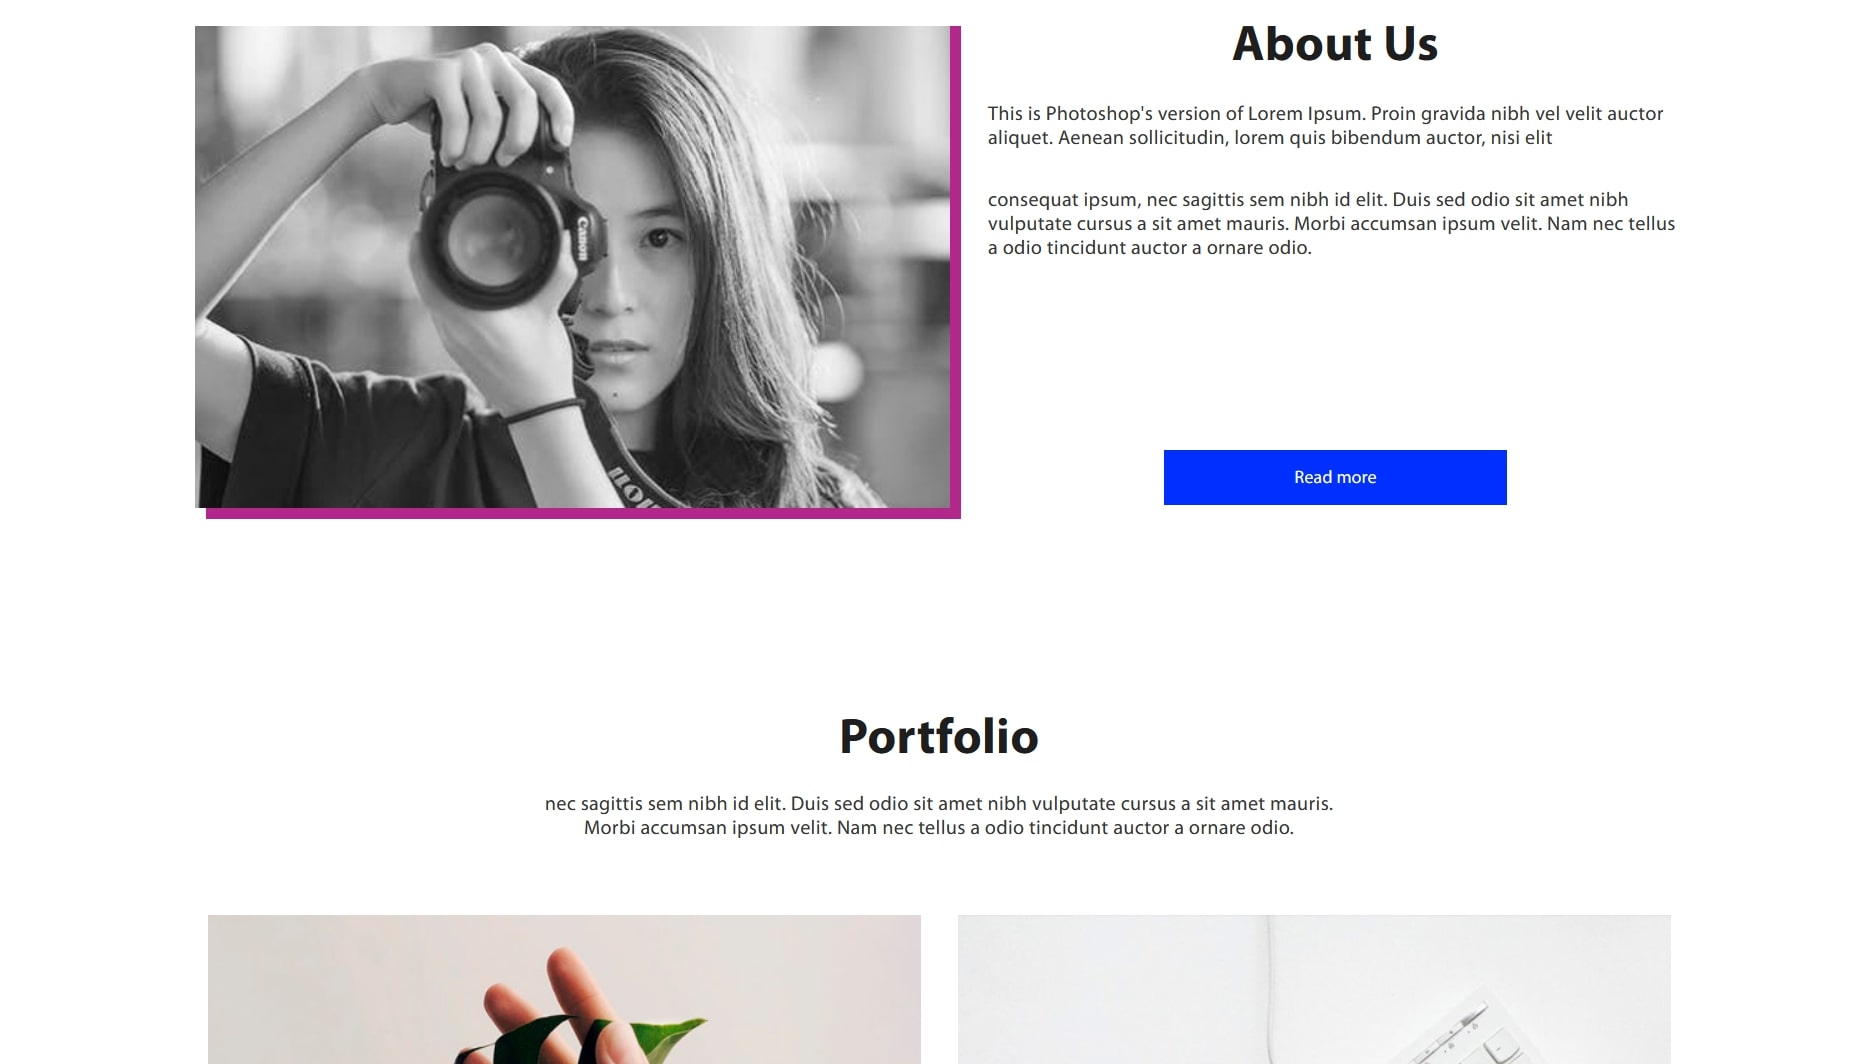 About Us
This is Photoshop's version of Lorem Ipsum. Proin gravida nibh vel velit auctor
aliquet. Aenean sollicitudin, lorem quis bibendum auctor, nisi elit
consequat ipsum, nec sagittis sem nibh id elit. Duis sed odio sit amet nibh
vulputate cursus a sit amet mauris. Morbi accumsan ipsum velit. Nam nec tellus
a odio tincidunt auctor a ornare odio.
Canon
Read more
Portfolio
nec sagittis sem nibh id elit. Duis sed odio sit amet nibh vulputate cursus a sit amet mauris.
Morbi accumsan ipsum velit. Nam nec tellus a odio tincidunt auctor a ornare odio.